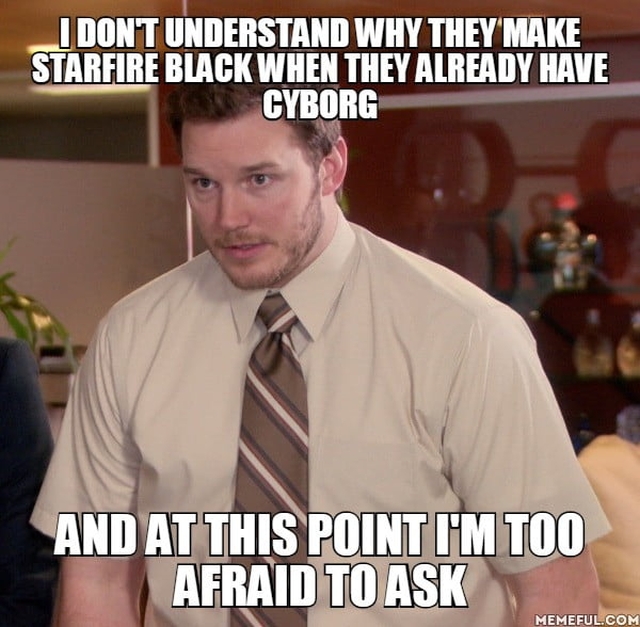 I DON'T UNDERSTAND WHY THEY MAKE
STARFIRE BLACK WHEN THEY ALREADY HAVE
CYBORG
AND AT THIS POINT I'M TOO
AFRAID TO ASK
MEMEFUL.COM